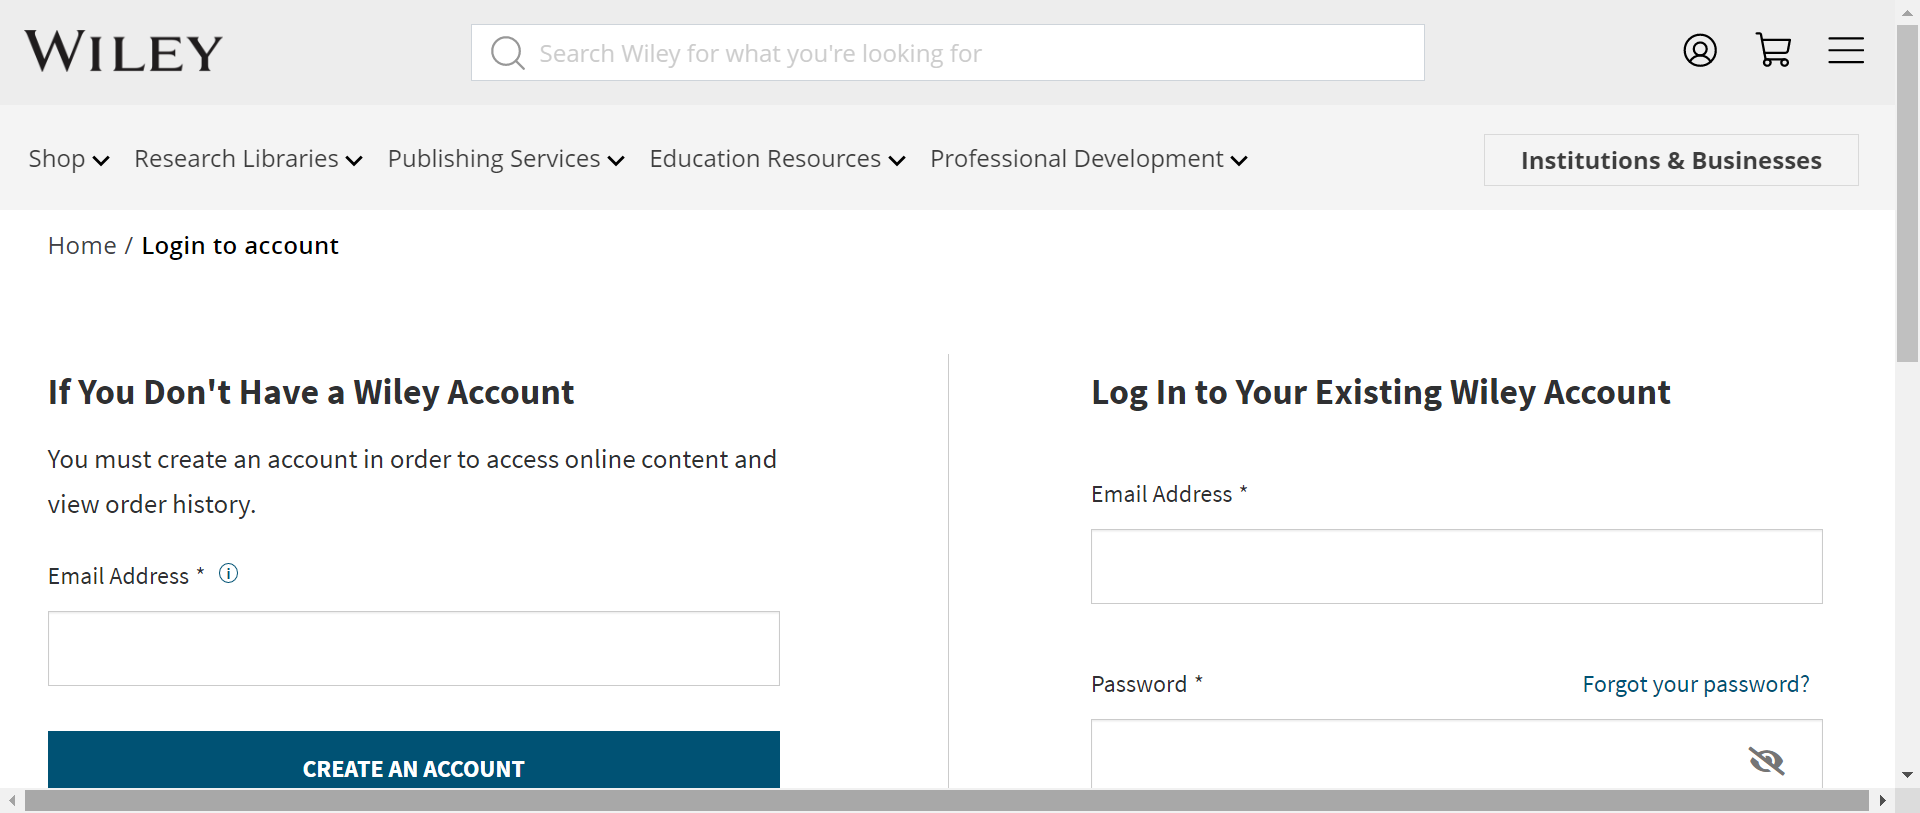 WILEY
Search Wiley for what you're looking for
Shop Research Libraries Publishing Services Education Resources Professional Development Institutions & Businesses
Home / Login to account
If You Don't Have a Wiley Account
You must create an account in order to access online content and
view order history.
Email Address *
CREATE AN ACCOUNT
Log In to Your Existing Wiley Account
Email Address *
Password * Forgot your password?